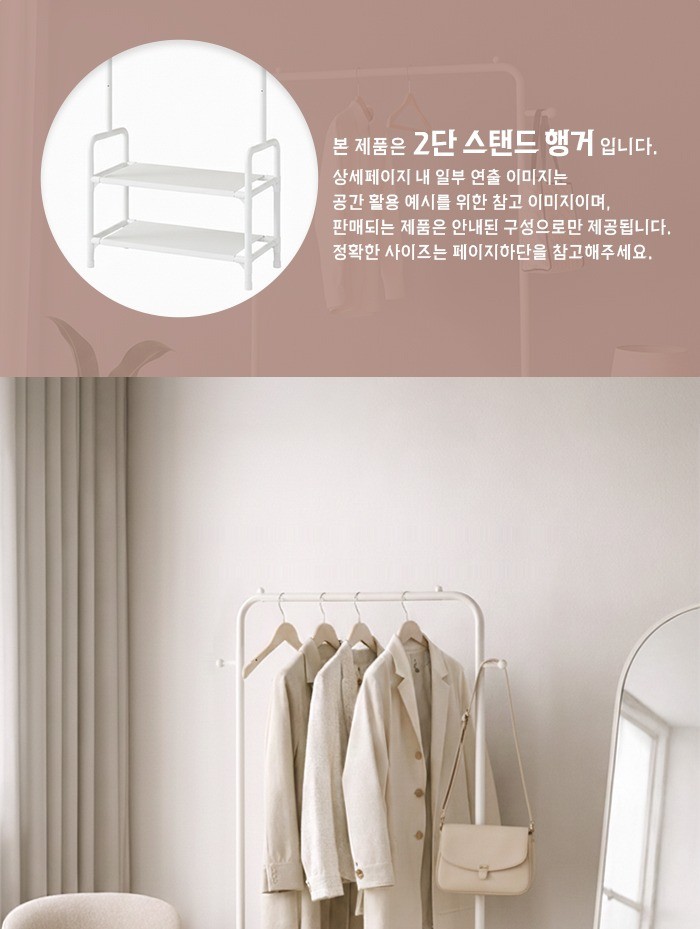 본 제품은 2단 스탠드 행거 입니다.
상세페이지 내 일부 연출 이미지는
공간 활용 예시를 위한 참고 이미지이며,
판매되는 제품은 안내된 구성으로만 제공됩니다.
정확한 사이즈는 페이지하단을 참고해주세요.